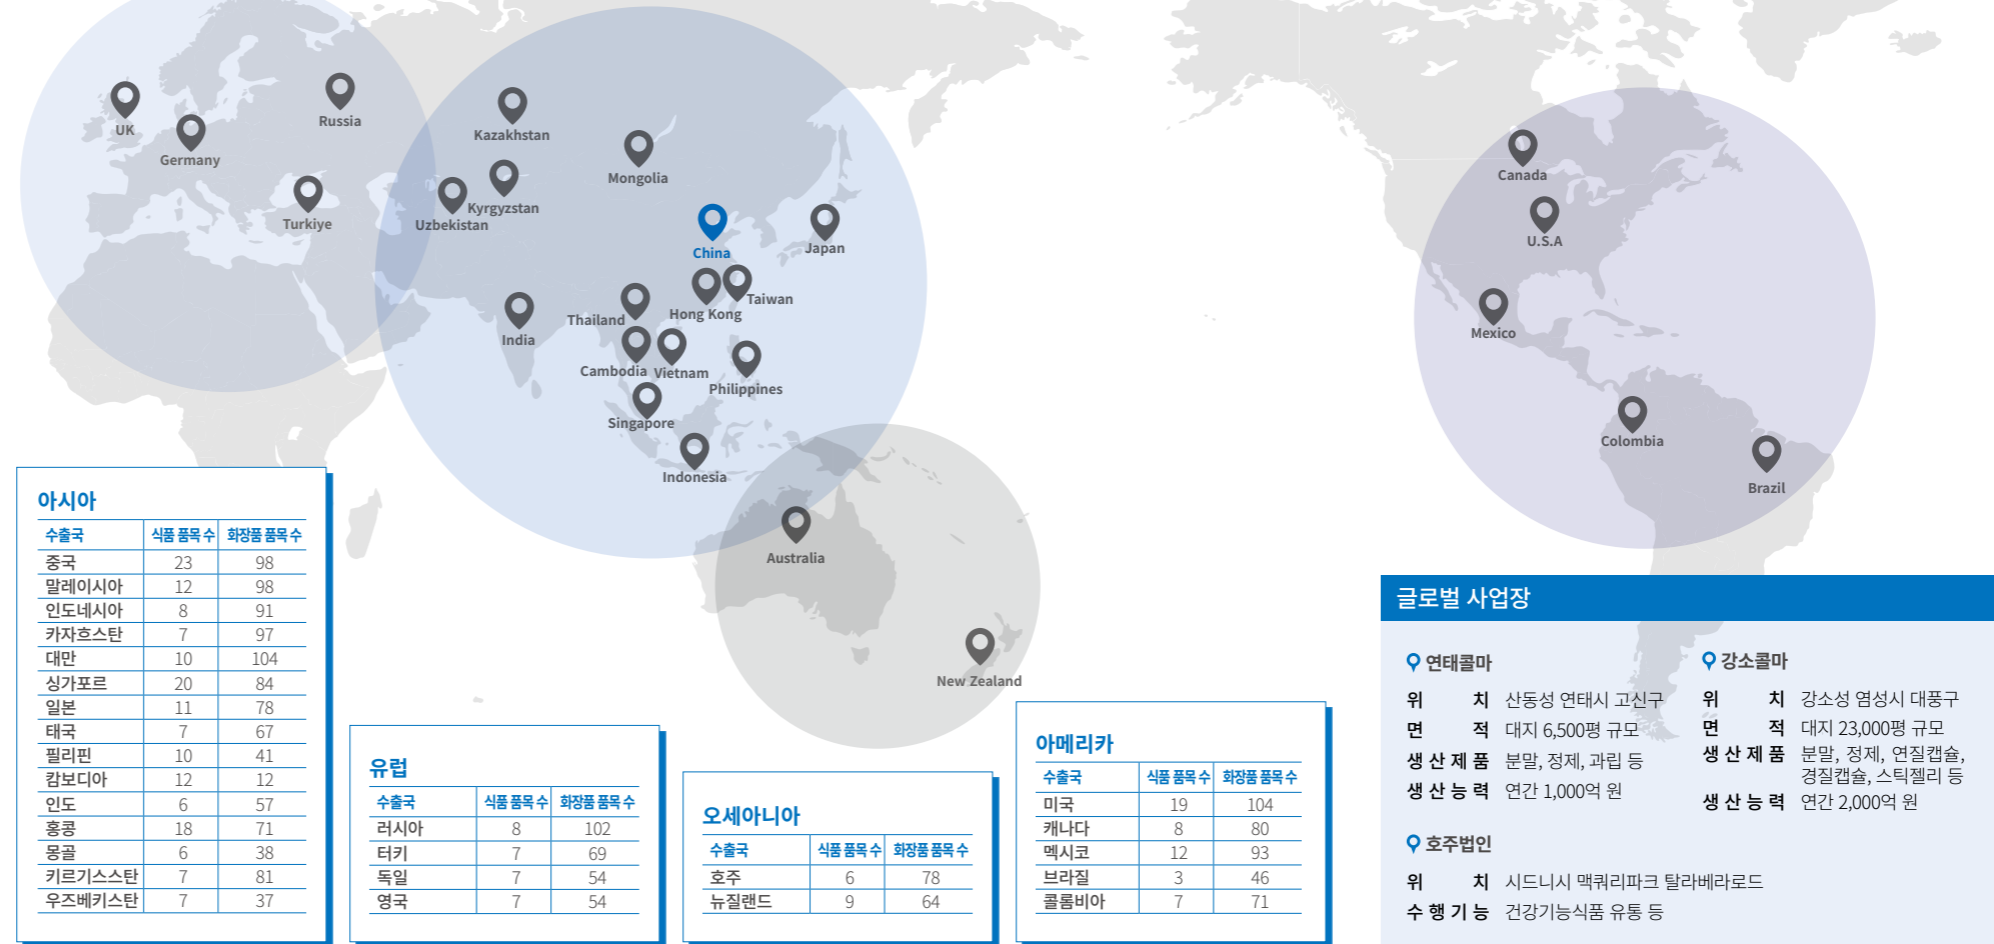 UK
Germany
Russia
Turkiye
Kazakhstan
Mongolia
Kyrgyzstan
Uzbekistan
China
Japan
Taiwan
Hong Kong
Thailand
India
Cambodia
Vietnam
Philippines
Singapore
Indonesia
Australia
New Zealand
Canada
U.S.A
Mexico
Colombia
Brazil
아시아
수출국 식품 품목 수 화장품 품목 수
중국 23 98
말레이시아 12 98
인도네시아 8 91
카자흐스탄 7 97
대만 10 104
싱가포르 20 84
일본 11 78
태국 7 67
필리핀 10 41
캄보디아 12 12
인도 6 57
홍콩 18 71
몽골 6 38
키르기스스탄 7 81
우즈베키스탄 7 37
유럽
수출국 식품 품목 수 화장품 품목 수
러시아 8 102
터키 7 69
독일 7 54
영국 7 54
오세아니아
수출국 식품 품목 수 화장품 품목 수
호주 6 78
뉴질랜드 9 64
아메리카
수출국 식품 품목 수 화장품 품목 수
미국 19 104
캐나다 8 80
멕시코 12 93
브라질 3 46
콜롬비아 7 71
글로벌 사업장
연태콜마
위 치 산동성 연태시 고신구
면 적 대지 6,500평 규모
생산제품 분말, 정제, 과립 등
생산능력 연간 1,000억 원
강소콜마
위 치 강소성 염성시 대풍구
면 적 대지 23,000평 규모
생산제품 분말, 정제, 연질캡슐,
경질캡슐, 스틱젤리 등
생산능력 연간 2,000억 원
호주법인
위 치 시드니시 맥쿼리파크 탈라베라로드
수행기능 건강기능식품 유통 등